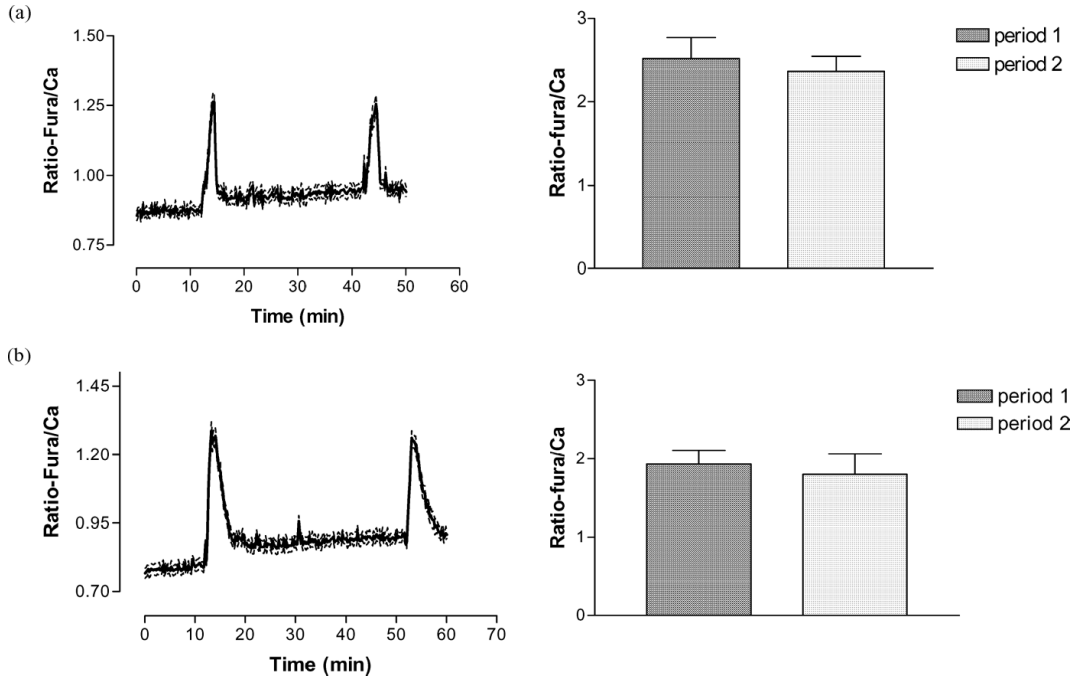 (a)
1.50
1.25
1.00
0.75
Ratio-Fura/Ca
0 10 20 30 40 50 60
Time (min)
3
2
1
0
Ratio-fura/Ca
period 1
period 2
(b)
1.45
1.20
0.95
0.70
Ratio-Fura/Ca
0 10 20 30 40 50 60 70
Time (min)
3
2
1
0
Ratio-fura/Ca
period 1
period 2